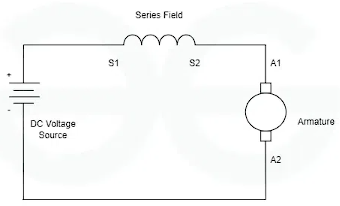 Series Field
S1
S2
A1
+
-
DC Voltage
Source
Armature
A2